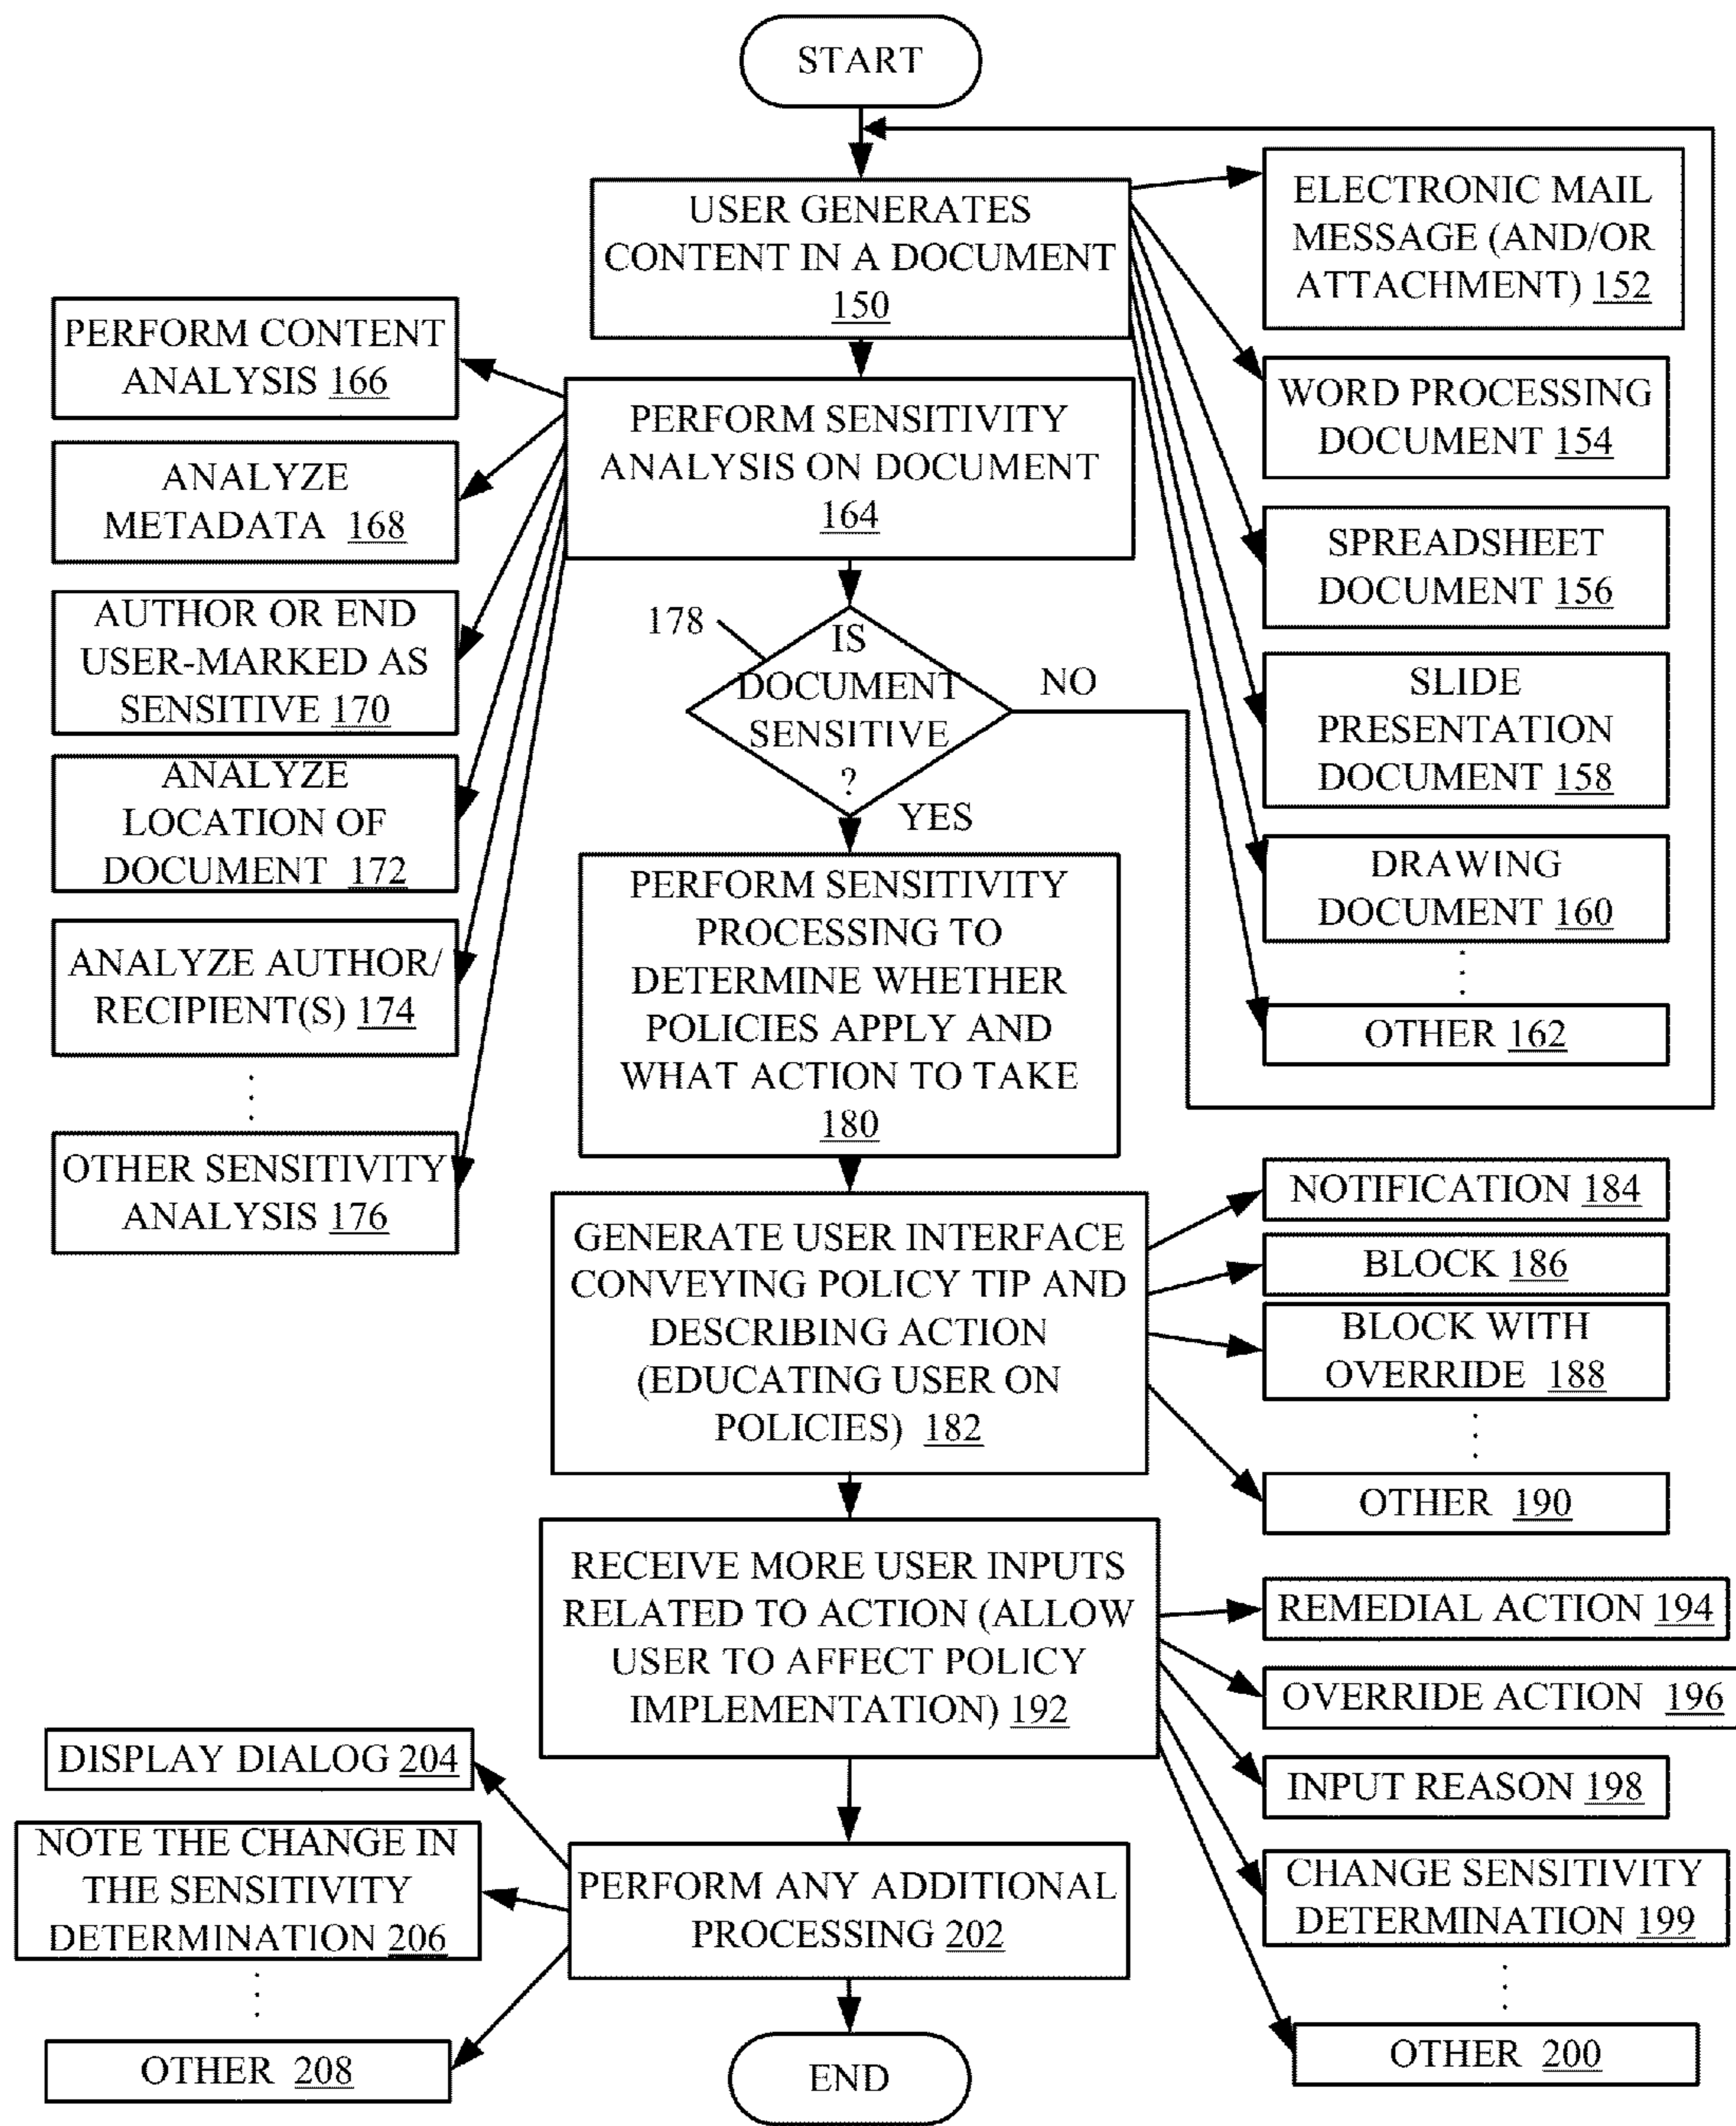 START
USER GENERATES
CONTENT IN A DOCUMENT
150
ELECTRONIC MAIL
MESSAGE (AND/OR
ATTACHMENT) 152
WORD PROCESSING
DOCUMENT 154
SPREADSHEET
DOCUMENT 156
SLIDE
PRESENTATION
DOCUMENT 158
DRAWING
DOCUMENT 160
OTHER 162
PERFORM SENSITIVITY
ANALYSIS ON DOCUMENT
164
PERFORM CONTENT
ANALYSIS 166
ANALYZE
METADATA 168
AUTHOR OR END
USER-MARKED AS
SENSITIVE 170
ANALYZE
LOCATION OF
DOCUMENT 172
ANALYZE AUTHOR/
RECIPIENT(S) 174
OTHER SENSITIVITY
ANALYSIS 176
178
IS
DOCUMENT
SENSITIVE
?
NO
YES
PERFORM SENSITIVITY
PROCESSING TO
DETERMINE WHETHER
POLICIES APPLY AND
WHAT ACTION TO TAKE
180
GENERATE USER INTERFACE
CONVEYING POLICY TIP AND
DESCRIBING ACTION
(EDUCATING USER ON
POLICIES) 182
NOTIFICATION 184
BLOCK 186
BLOCK WITH
OVERRIDE 188
OTHER 190
RECEIVE MORE USER INPUTS
RELATED TO ACTION (ALLOW
USER TO AFFECT POLICY
IMPLEMENTATION) 192
REMEDIAL ACTION 194
OVERRIDE ACTION 196
INPUT REASON 198
CHANGE SENSITIVITY
DETERMINATION 199
OTHER 200
PERFORM ANY ADDITIONAL
PROCESSING 202
DISPLAY DIALOG 204
NOTE THE CHANGE IN
THE SENSITIVITY
DETERMINATION 206
OTHER 208
END